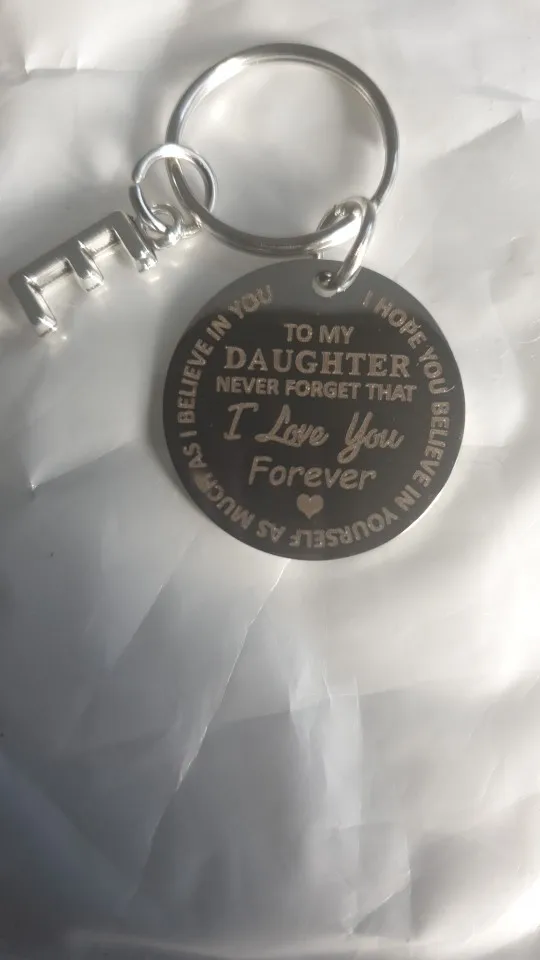 I HOPE YOU BELIEVE IN YOURSELF AS MUCH AS I BELIEVE IN YOU
TO MY
DAUGHTER
NEVER FORGET THAT
I Love You
Forever
E